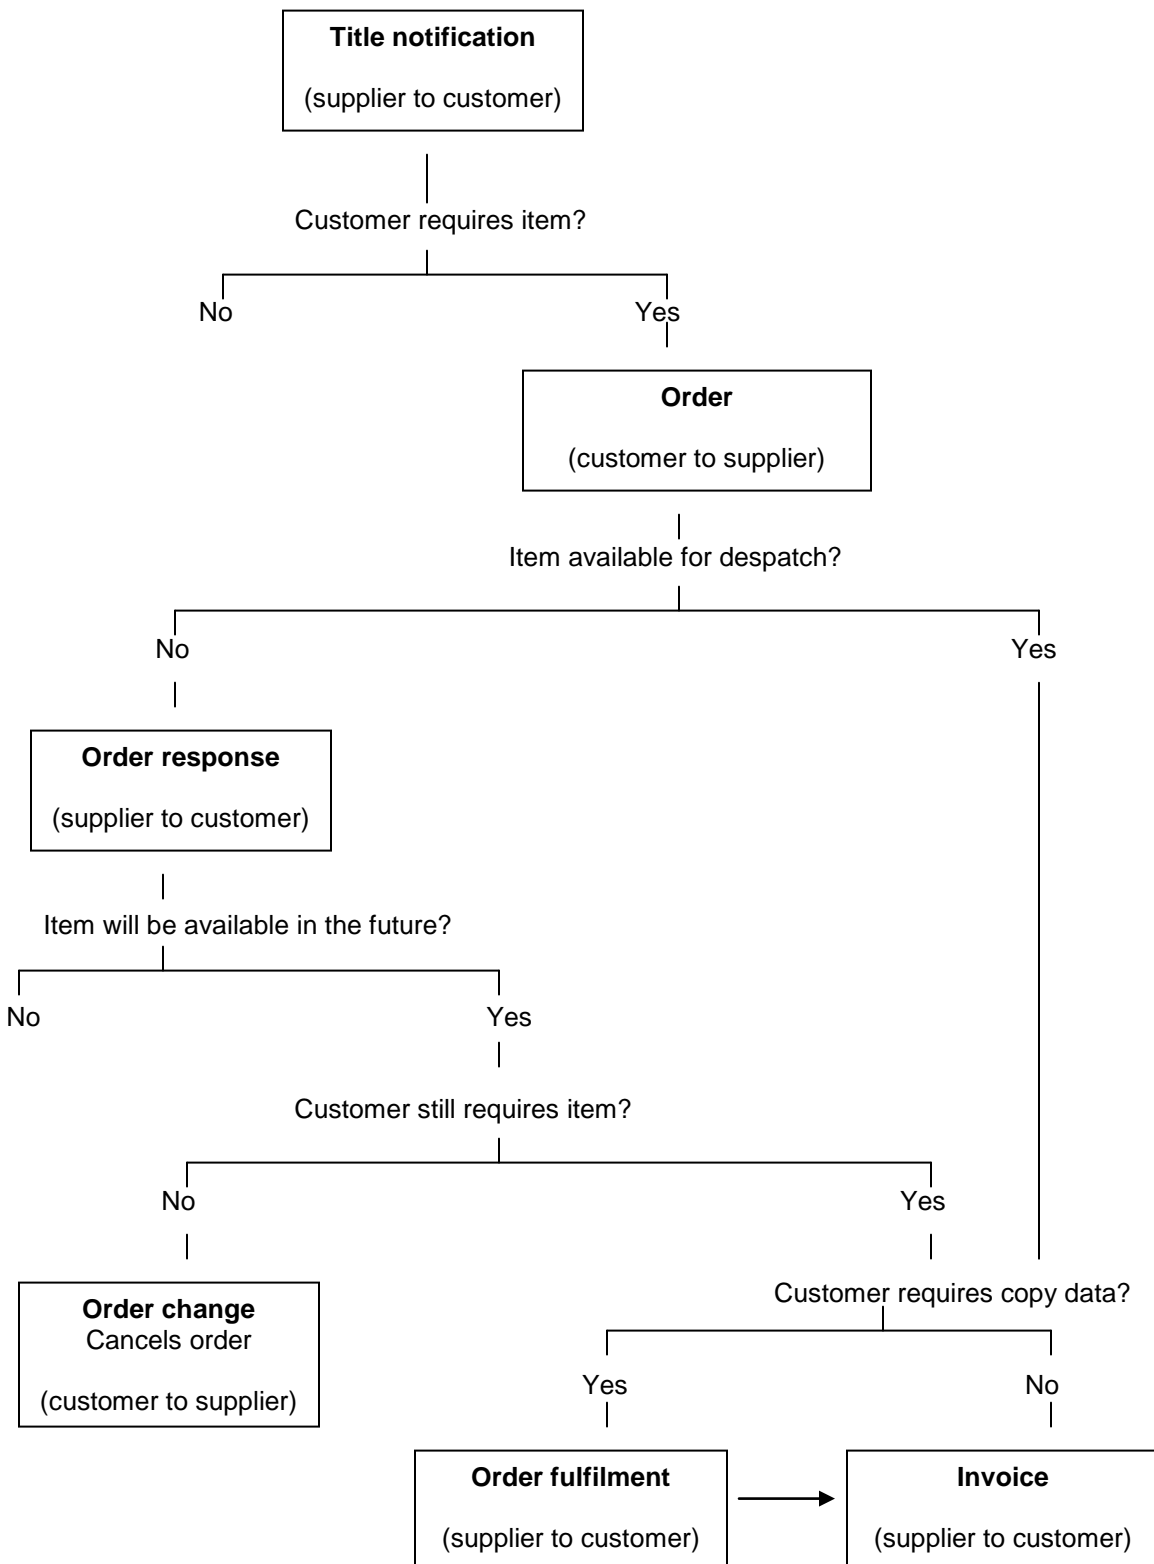 Title notification
(supplier to customer)
Customer requires item?
No
Yes
Order
(customer to supplier)
Item available for despatch?
No
Yes
Order response
(supplier to customer)
Item will be available in the future?
No
Yes
Customer still requires item?
No
Yes
Order change
Cancels order
(customer to supplier)
Customer requires copy data?
Yes
No
Order fulfilment
(supplier to customer)
Invoice
(supplier to customer)